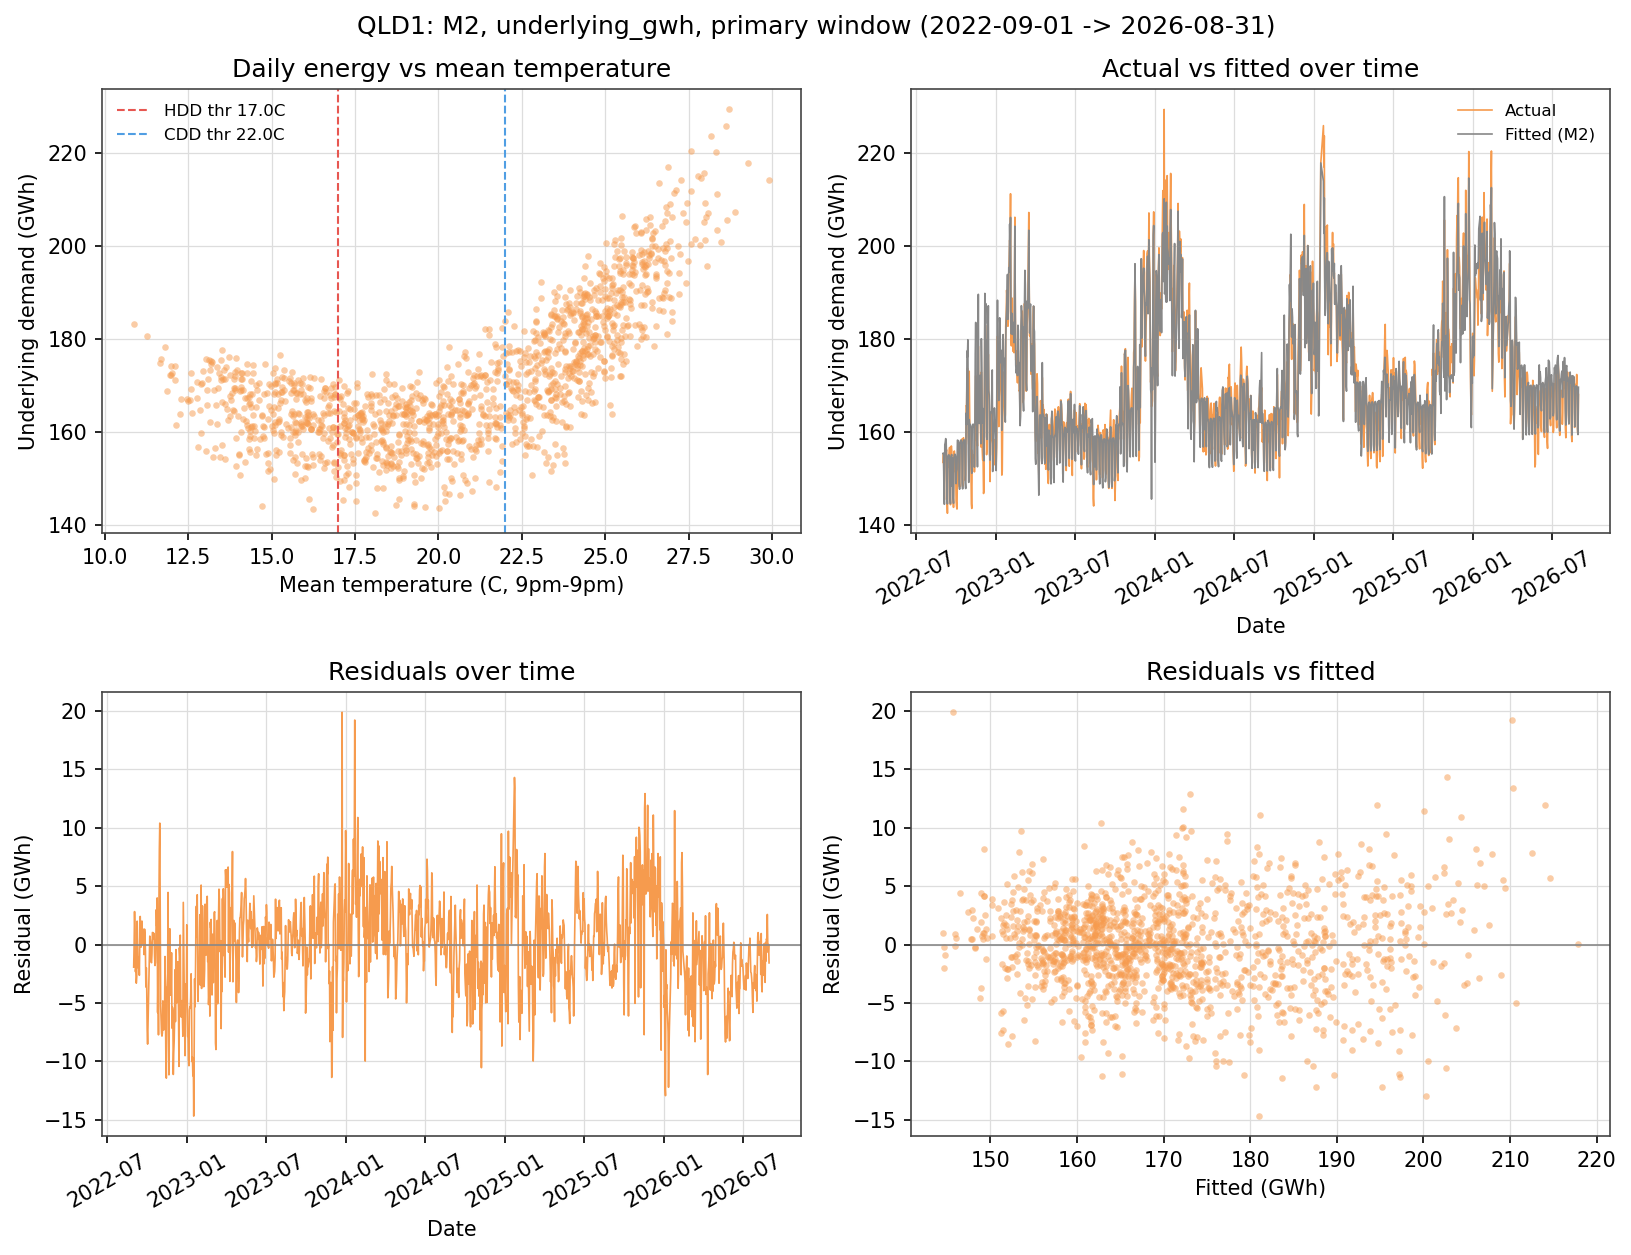 QLD1: M2, underlying_gwh, primary window (2022-09-01 -> 2026-08-31)
Daily energy vs mean temperature
HDD thr 17.0C
CDD thr 22.0C
220
200
180
160
140
Underlying demand (GWh)
10.0 12.5 15.0 17.5 20.0 22.5 25.0 27.5 30.0
Mean temperature (C, 9pm-9pm)
Actual vs fitted over time
Actual
Fitted (M2)
220
200
180
160
140
Underlying demand (GWh)
2022-07 2023-01 2023-07 2024-01 2024-07 2025-01 2025-07 2026-01 2026-07
Date
Residuals over time
20
15
10
5
0
−5
−10
−15
Residual (GWh)
2022-07 2023-01 2023-07 2024-01 2024-07 2025-01 2025-07 2026-01 2026-07
Date
Residuals vs fitted
20
15
10
5
0
−5
−10
−15
Residual (GWh)
150 160 170 180 190 200 210 220
Fitted (GWh)